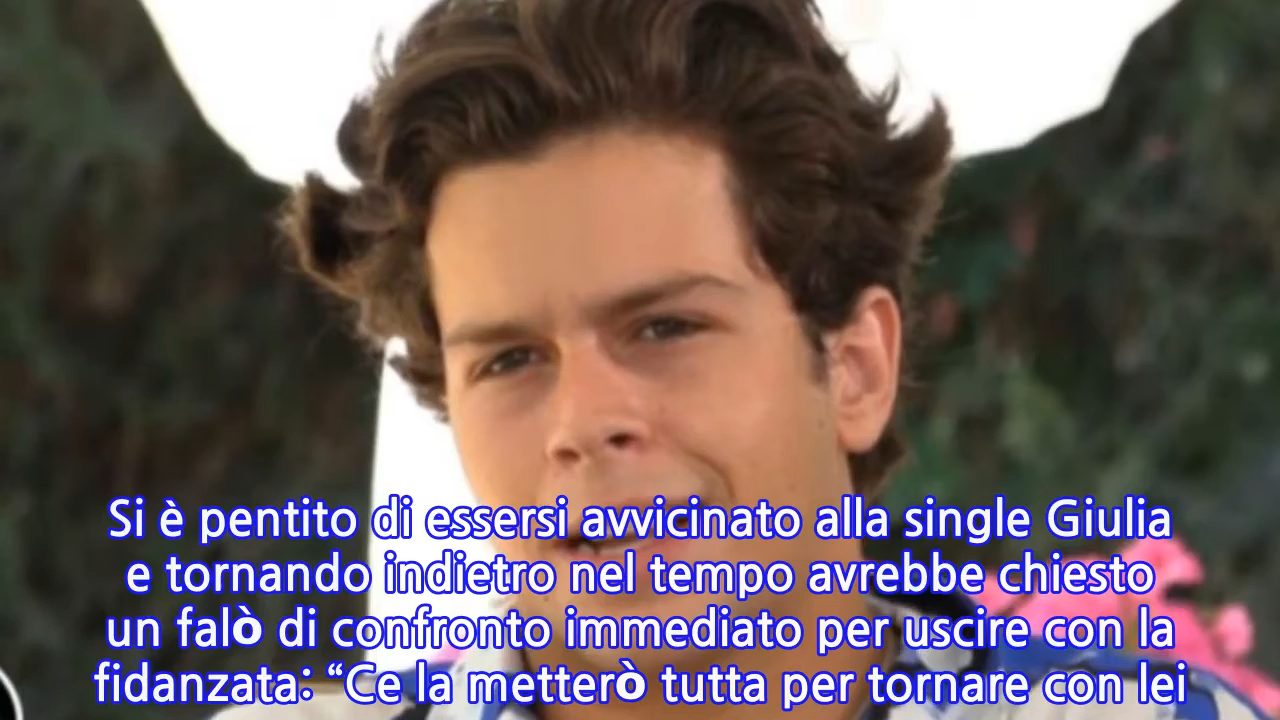 Si è pentito di essersi avvicinato alla single Giulia
e tornando indietro nel tempo avrebbe chiesto
un falò di confronto immediato per uscire con la
fidanzata: “Ce la metterò tutta per tornare con lei